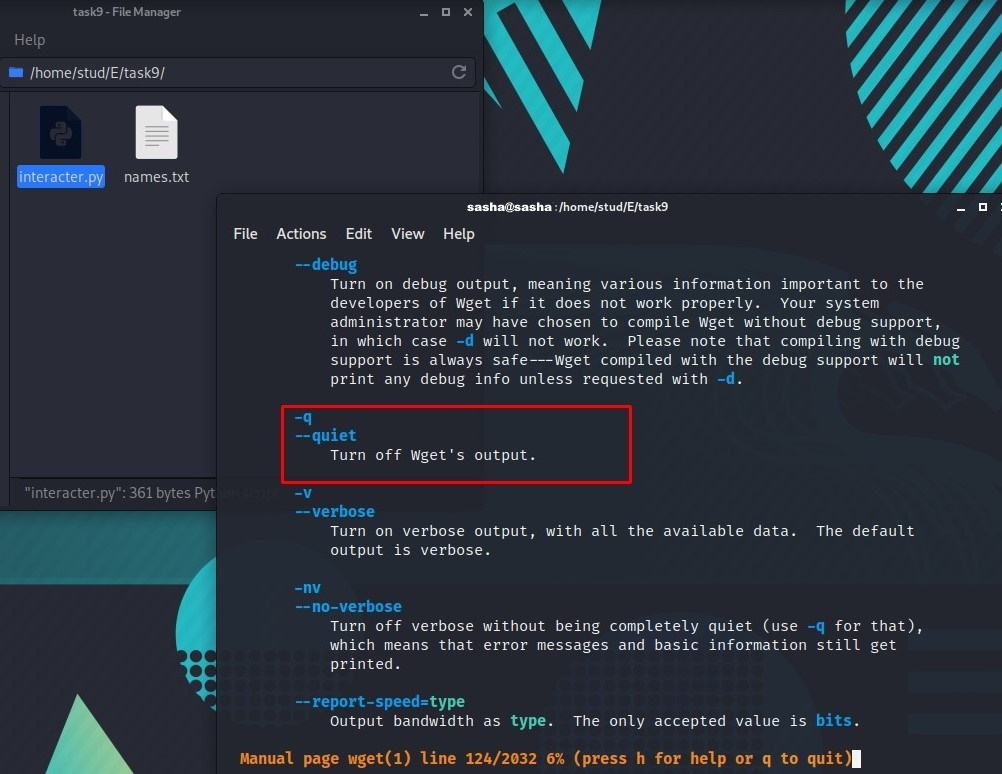 task9 - File Manager
Help
/home/stud/E/task9/
interacter.py
names.txt
"interacter.py": 361 bytes Pyt
sasha@sasha:/home/stud/E/task9
File Actions Edit View Help
--debug
Turn on debug output, meaning various information important to the
developers of Wget if it does not work properly.  Your system
administrator may have chosen to compile Wget without debug support,
in which case -d will not work.  Please note that compiling with debug
support is always safe---Wget compiled with the debug support will not
print any debug info unless requested with -d.
-q
--quiet
Turn off Wget's output.
-v
--verbose
Turn on verbose output, with all the available data.  The default
output is verbose.
-nv
--no-verbose
Turn off verbose without being completely quiet (use -q for that),
which means that error messages and basic information still get
printed.
--report-speed=type
Output bandwidth as type.  The only accepted value is bits.
Manual page wget(1) line 124/2032 6% (press h for help or q to quit)